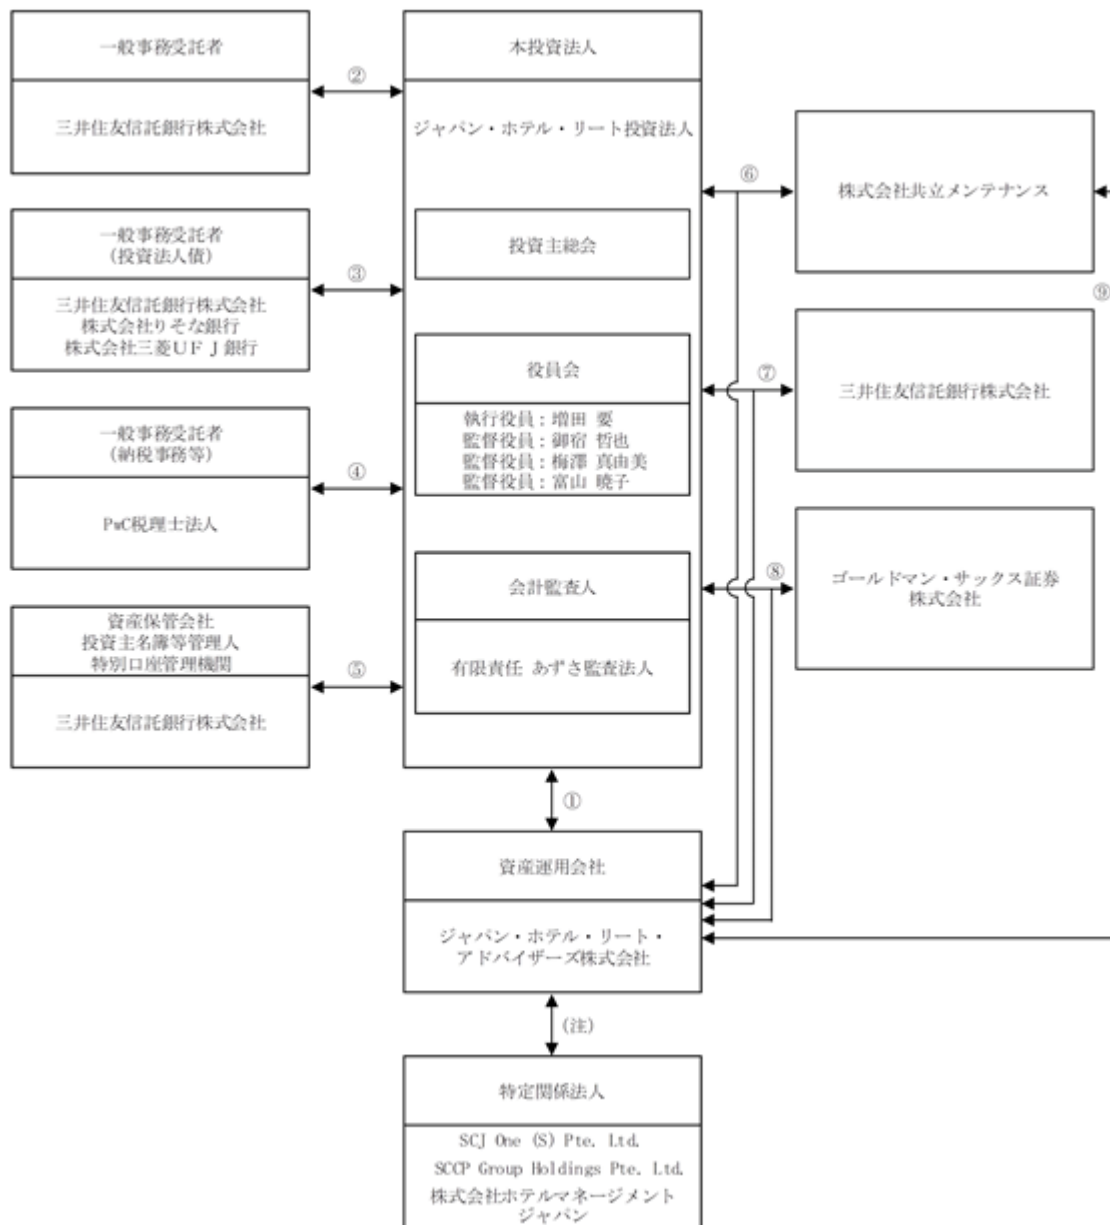 一般事務受託者
三井住友信託銀行株式会社
②
本投資法人
ジャパン・ホテル・リート投資法人
⑥
株式会社共立メンテナンス
一般事務受託者
(投資法人債)
三井住友信託銀行株式会社
株式会社りそな銀行
株式会社三菱UFJ銀行
③
投資主総会
⑨
役員会
執行役員：増田 要
監督役員：御宿 哲也
監督役員：梅澤 真由美
監督役員：富山 暁子
⑦
三井住友信託銀行株式会社
一般事務受託者
(納税事務等)
PwC税理士法人
④
会計監査人
有限責任 あずさ監査法人
⑧
ゴールドマン・サックス証券
株式会社
資産保管会社
投資主名簿等管理人
特別口座管理機関
三井住友信託銀行株式会社
⑤
①
資産運用会社
ジャパン・ホテル・リート・
アドバイザーズ株式会社
(注)
特定関係法人
SCJ One (S) Pte. Ltd.
SCCP Group Holdings Pte. Ltd.
株式会社ホテルマネージメント
ジャパン